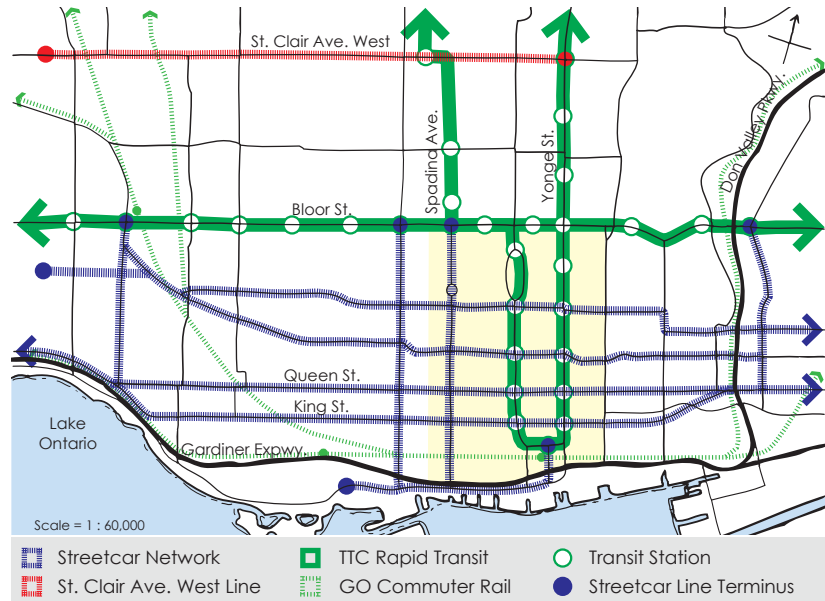 St. Clair Ave. West
Spadina Ave.
Yonge St.
Don Valley Pkwy.
Bloor St.
Queen St.
King St.
Lake
Ontario
Gardiner Expwy.
Scale = 1 : 60,000
Streetcar Network
TTC Rapid Transit
Transit Station
St. Clair Ave. West Line
GO Commuter Rail
Streetcar Line Terminus